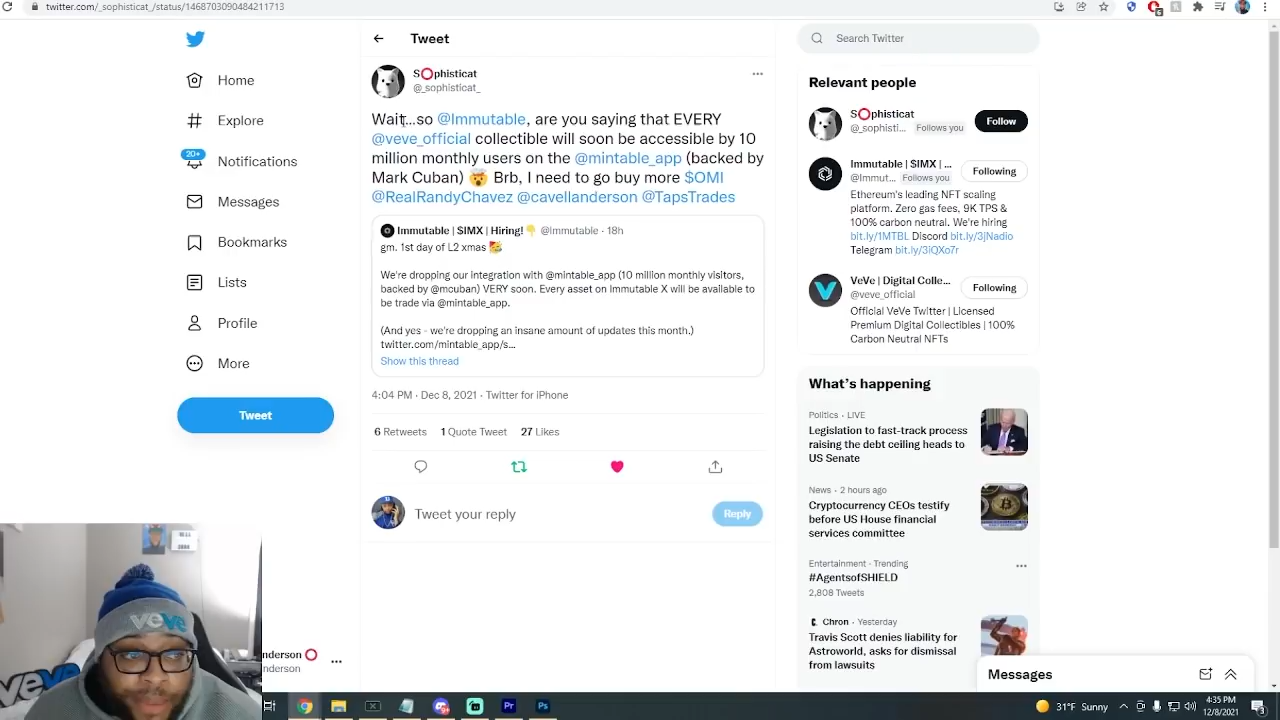 twitter.com/_sophisticat_/status/1468703090484211713
Home
Explore
20+
Notifications
Messages
Bookmarks
Lists
Profile
More
Tweet
Tweet
S⭕phisticat
@_sophisticat_
Wait...so @Immutable, are you saying that EVERY
@veve_official collectible will soon be accessible by 10
million monthly users on the @mintable_app (backed by
Mark Cuban) 🤯 Brb, I need to go buy more $OMI
@RealRandyChavez @cavellanderson @TapsTrades
Immutable | $IMX | Hiring! 👇 @Immutable · 18h
gm. 1st day of L2 xmas 🥳
We're dropping our integration with @mintable_app (10 million monthly visitors,
backed by @mcuban) VERY soon. Every asset on Immutable X will be available to
be trade via @mintable_app.
(And yes - we're dropping an insane amount of updates this month.)
twitter.com/mintable_app/s...
Show this thread
4:04 PM · Dec 8, 2021 · Twitter for iPhone
6 Retweets 1 Quote Tweet 27 Likes
Tweet your reply
Reply
Search Twitter
Relevant people
S⭕phisticat
@_sophisti... Follows you
Follow
Immutable | $IMX | ...
@Immut... Follows you
Following
Ethereum's leading NFT scaling
platform. Zero gas fees, 9K TPS &
100% carbon neutral. We're hiring
bit.ly/1MTBL Discord bit.ly/3jNadio
Telegram bit.ly/3iQXo7r
VeVe | Digital Colle...
@veve_official
Following
Official VeVe Twitter | Licensed
Premium Digital Collectibles | 100%
Carbon Neutral NFTs
What's happening
Politics · LIVE
Legislation to fast-track process
raising the debt ceiling heads to
US Senate
News · 2 hours ago
Cryptocurrency CEOs testify
before US House financial
services committee
Entertainment · Trending
#AgentsofSHIELD
2,808 Tweets
Chron · Yesterday
Travis Scott denies liability for
Astroworld, asks for dismissal
from lawsuits
Messages
nderson ⭕
nderson
veve
veve
Pr
Ps
31°F Sunny
4:35 PM
12/8/2021